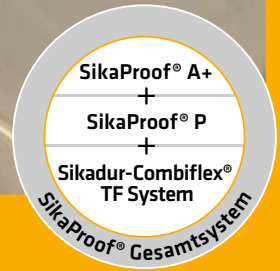 SikaProof® A+
+
SikaProof® P
+
Sikadur-Combiflex®
TF System
SikaProof® Gesamtsystem